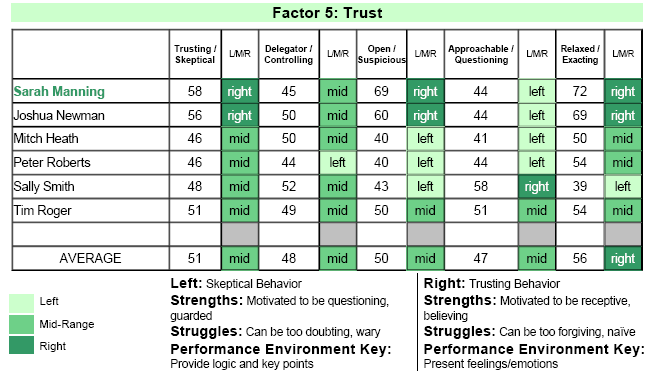 Factor 5: Trust
Trusting / Skeptical L/M/R Delegator / Controlling L/M/R Open / Suspicious L/M/R Approachable / Questioning L/M/R Relaxed / Exacting L/M/R
Sarah Manning 58 right 45 mid 69 right 44 left 72 right
Joshua Newman 56 right 50 mid 60 right 44 left 69 right
Mitch Heath 46 mid 50 mid 40 left 41 left 50 mid
Peter Roberts 46 mid 44 left 40 left 44 left 54 mid
Sally Smith 48 mid 52 mid 43 left 58 right 39 left
Tim Roger 51 mid 49 mid 50 mid 51 mid 54 mid
AVERAGE 51 mid 48 mid 50 mid 47 mid 56 right
Left
Mid-Range
Right
Left: Skeptical Behavior
Strengths: Motivated to be questioning,
guarded
Struggles: Can be too doubting, wary
Performance Environment Key:
Provide logic and key points
Right: Trusting Behavior
Strengths: Motivated to be receptive,
believing
Struggles: Can be too forgiving, naïve
Performance Environment Key:
Present feelings/emotions